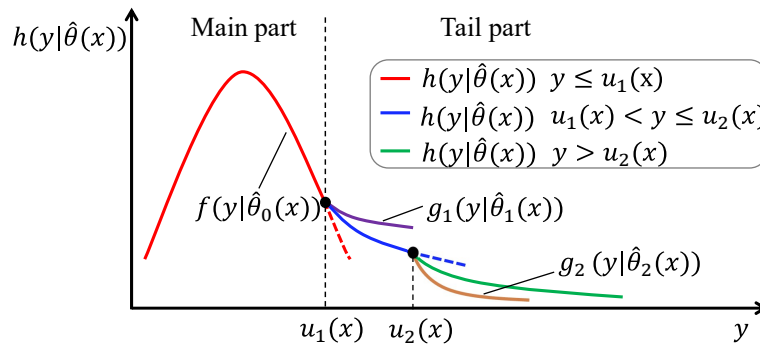 Main part
Tail part
h(y|θ̂(x))
h(y|θ̂(x)) y ≤ u₁(x)
h(y|θ̂(x)) u₁(x) < y ≤ u₂(x)
h(y|θ̂(x)) y > u₂(x)
f(y|θ̂₀(x))
g₁(y|θ̂₁(x))
g₂ (y|θ̂₂(x))
u₁(x)
u₂(x)
y